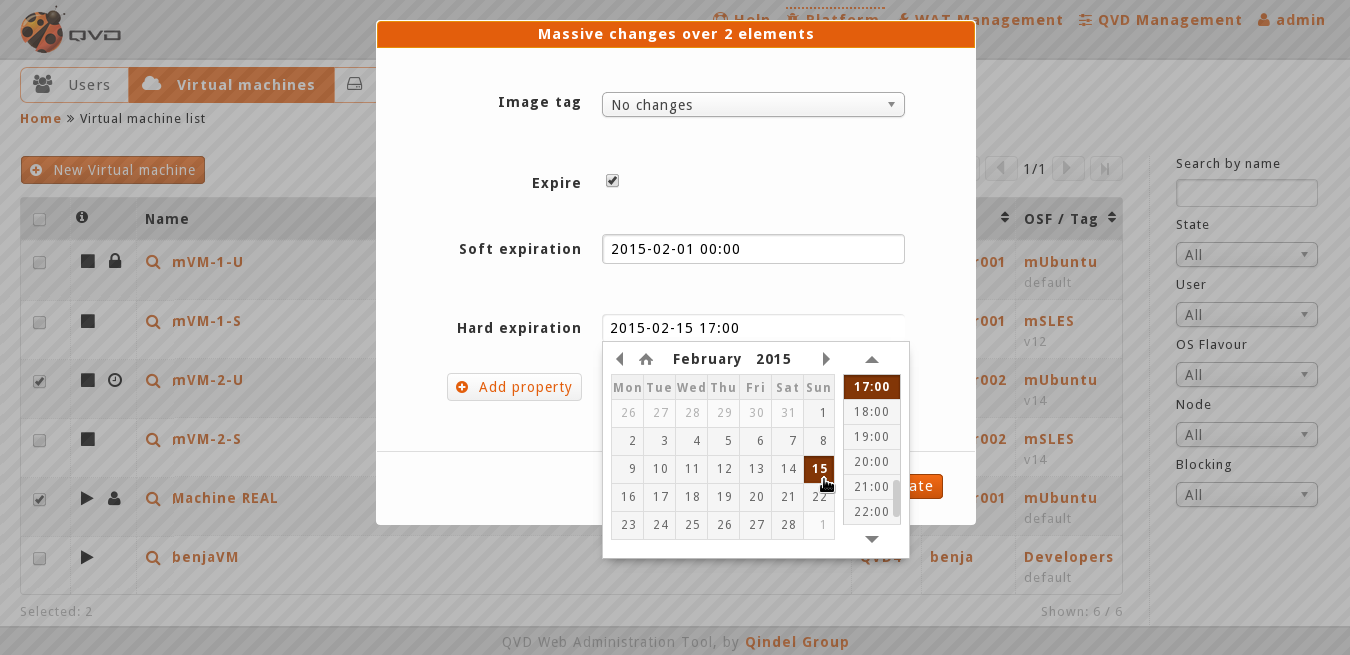 QVD
Help Platform WAT Management QVD Management admin
Massive changes over 2 elements
Users Virtual machines
Home » Virtual machine list
New Virtual machine
1/1
Name
OSF / Tag
mVM-1-U
r001 mUbuntu
default
mVM-1-S
r001 mSLES
v12
mVM-2-U
r002 mUbuntu
v14
mVM-2-S
r002 mSLES
v14
Machine REAL
r001 mUbuntu
default
benjaVM
QVD4 benja Developers
default
Selected: 2
Shown: 6 / 6
Search by name
State
All
User
All
OS Flavour
All
Node
All
Blocking
All
Image tag No changes
Expire
Soft expiration 2015-02-01 00:00
Hard expiration 2015-02-15 17:00
Add property
February 2015
Mon Tue Wed Thu Fri Sat Sun
26 27 28 29 30 31 1
2 3 4 5 6 7 8
9 10 11 12 13 14 15
16 17 18 19 20 21 22
23 24 25 26 27 28 1
17:00
18:00
19:00
20:00
21:00
22:00
ate
QVD Web Administration Tool, by Qindel Group